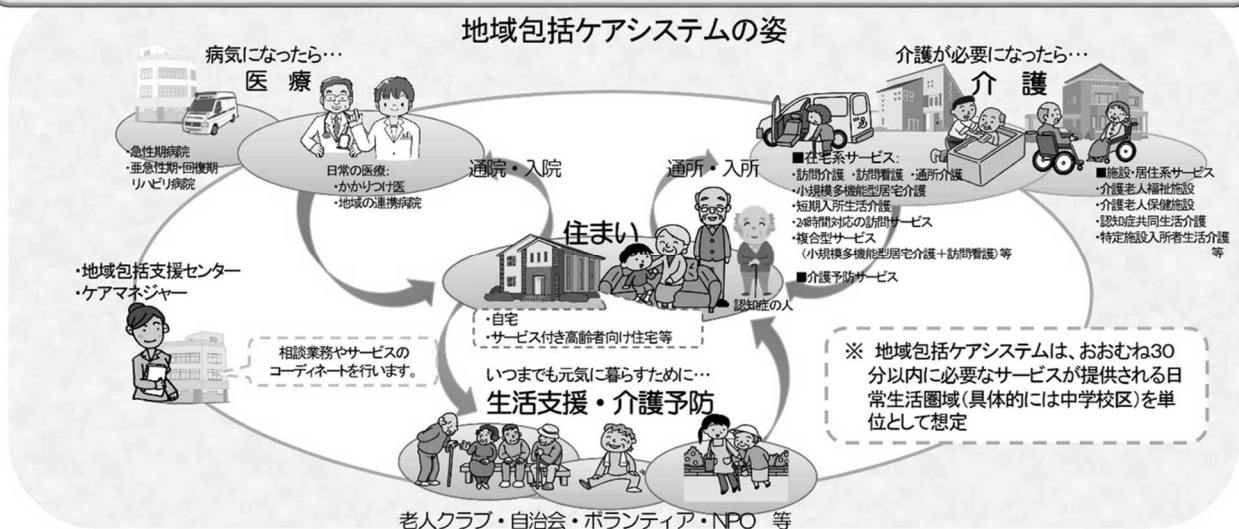 地域包括ケアシステムの姿
病気になったら…
医　療
・急性期病院
・亜急性期・回復期
リハビリ病院
日常の医療:
・かかりつけ医
・地域の連携病院
通院・入院
通所・入所
介護が必要になったら…
介　護
■在宅系サービス:
・訪問介護　・訪問看護　・通所介護
・小規模多機能型居宅介護
・短期入所生活介護
・24時間対応の訪問サービス
・複合型サービス
（小規模多機能型居宅介護＋訪問看護）等
■介護予防サービス
■施設・居住系サービス
・介護老人福祉施設
・介護老人保健施設
・認知症共同生活介護
・特定施設入所者生活介護
等
住まい
認知症の人
・自宅
・サービス付き高齢者向け住宅等
・地域包括支援センター
・ケアマネジャー
相談業務やサービスの
コーディネートを行います。
いつまでも元気に暮らすために…
生活支援・介護予防
老人クラブ・自治会・ボランティア・NPO　等
※　地域包括ケアシステムは、おおむね30
分以内に必要なサービスが提供される日
常生活圏域（具体的には中学校区）を単
位として想定